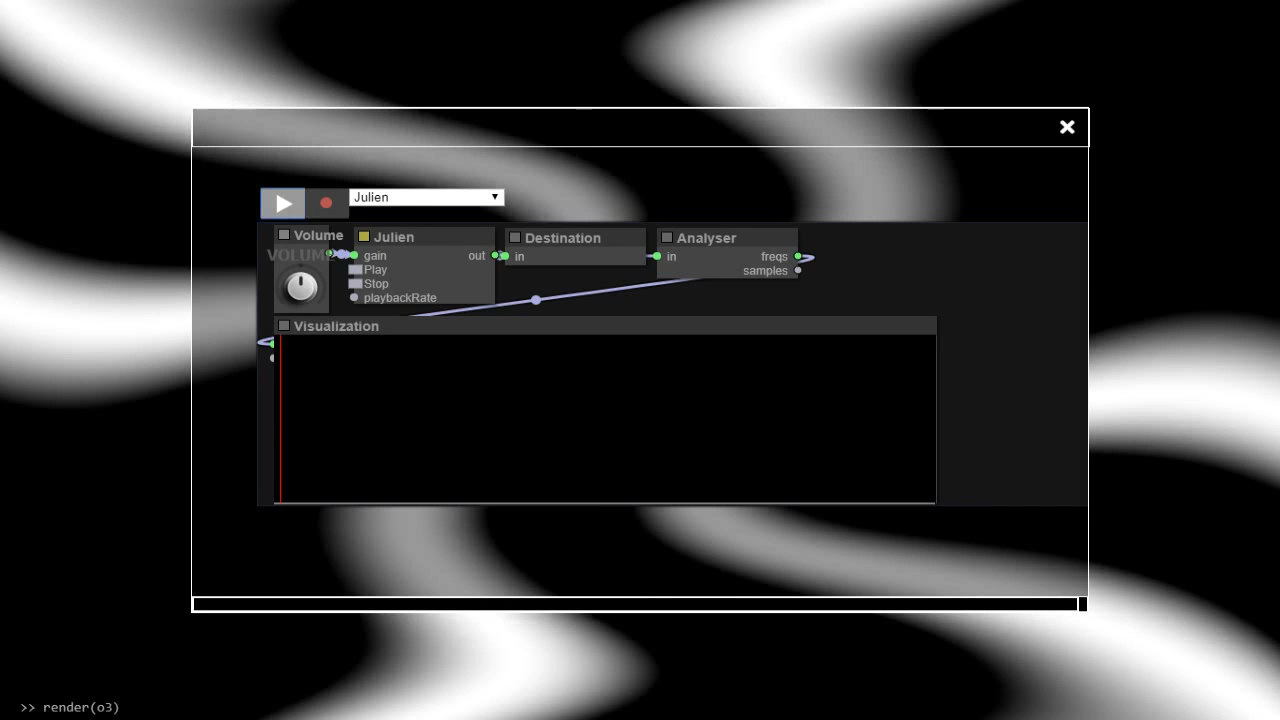 Julien
Volume
VOLUME
Julien
gain
out
Play
Stop
playbackRate
Destination
in
Analyser
in
freqs
samples
Visualization
>> render(o3)